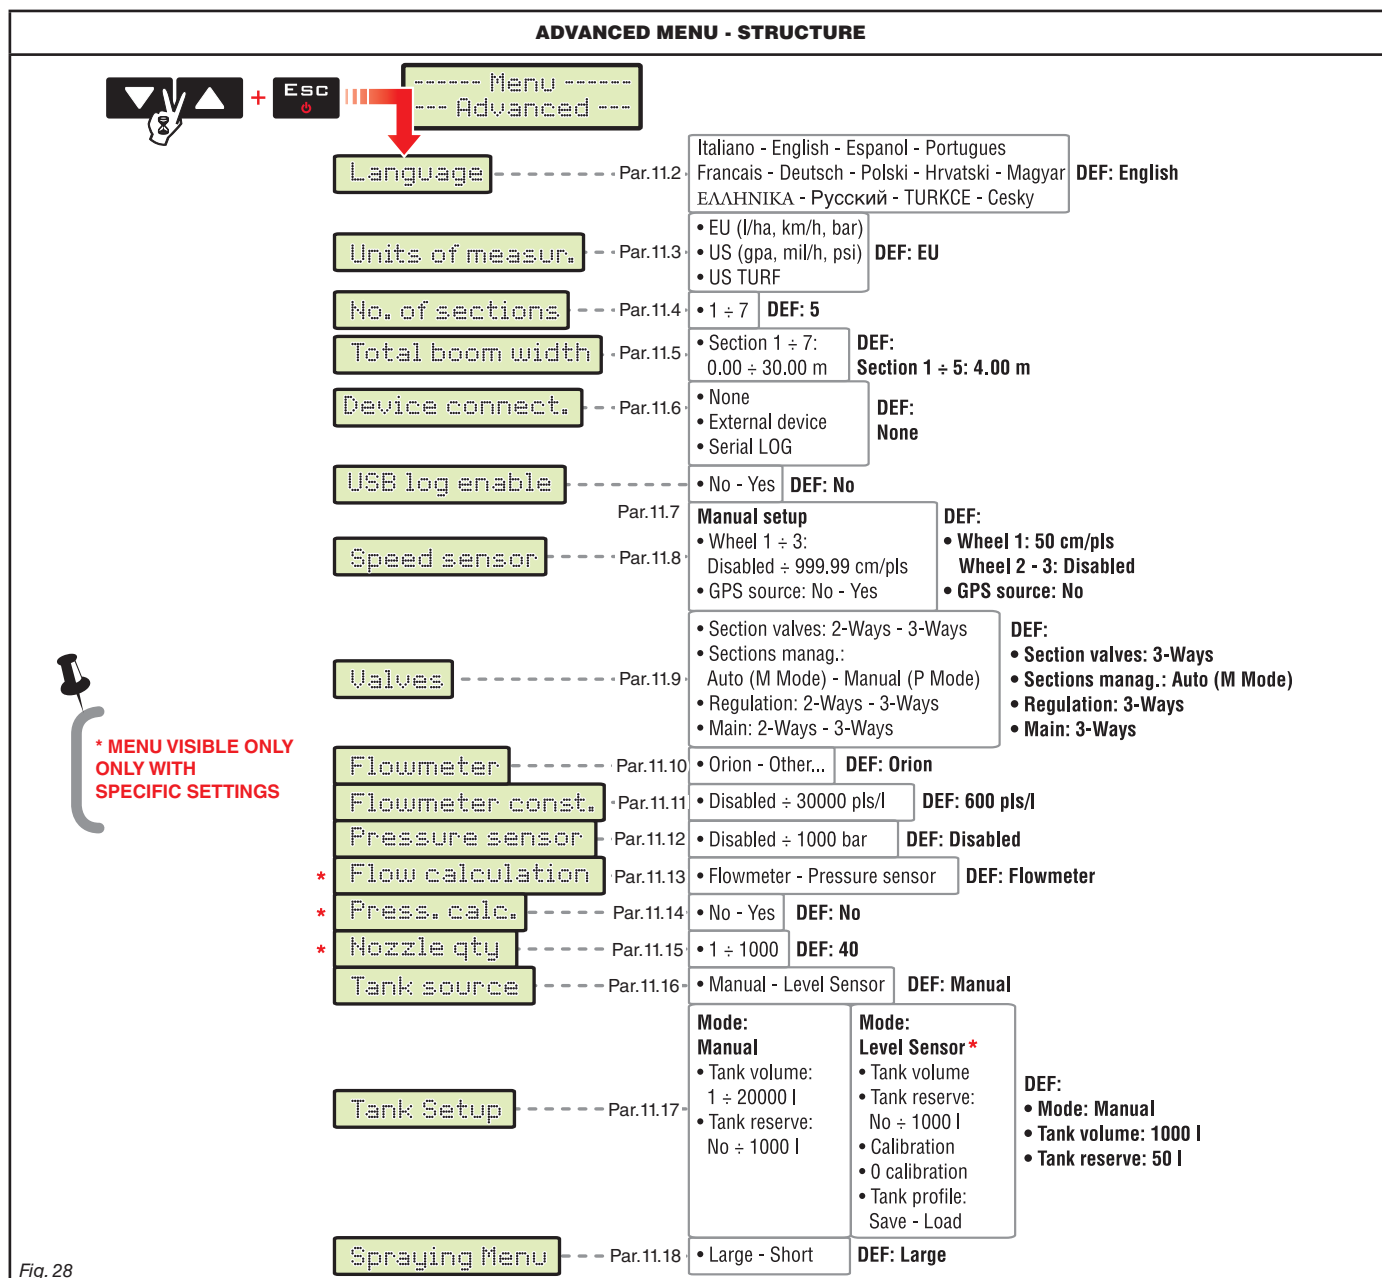 ADVANCED MENU - STRUCTURE
+ Esc
------ Menu ------
--- Advanced ---
Language
Par.11.2
Italiano - English - Espanol - Portugues
Francais - Deutsch - Polski - Hrvatski - Magyar
ΕΛΛΗΝΙΚΑ - Русский - TURKCE - Cesky
DEF: English
Units of measur.
Par.11.3
• EU (l/ha, km/h, bar)
• US (gpa, mil/h, psi)
• US TURF
DEF: EU
No. of sections
Par.11.4
• 1 ÷ 7
DEF: 5
Total boom width
Par.11.5
• Section 1 ÷ 7:
0.00 ÷ 30.00 m
DEF:
Section 1 ÷ 5: 4.00 m
Device connect.
Par.11.6
• None
• External device
• Serial LOG
DEF:
None
USB log enable
• No - Yes
DEF: No
Par.11.7
Speed sensor
Par.11.8
Manual setup
• Wheel 1 ÷ 3:
Disabled ÷ 999.99 cm/pls
• GPS source: No - Yes
DEF:
• Wheel 1: 50 cm/pls
Wheel 2 - 3: Disabled
• GPS source: No
Valves
Par.11.9
• Section valves: 2-Ways - 3-Ways
• Sections manag.:
Auto (M Mode) - Manual (P Mode)
• Regulation: 2-Ways - 3-Ways
• Main: 2-Ways - 3-Ways
DEF:
• Section valves: 3-Ways
• Sections manag.: Auto (M Mode)
• Regulation: 3-Ways
• Main: 3-Ways
* MENU VISIBLE ONLY
ONLY WITH
SPECIFIC SETTINGS
Flowmeter
Par.11.10
• Orion - Other...
DEF: Orion
Flowmeter const.
Par.11.11
• Disabled ÷ 30000 pls/l
DEF: 600 pls/l
Pressure sensor
Par.11.12
• Disabled ÷ 1000 bar
DEF: Disabled
* Flow calculation
Par.11.13
• Flowmeter - Pressure sensor
DEF: Flowmeter
* Press. calc.
Par.11.14
• No - Yes
DEF: No
* Nozzle qty
Par.11.15
• 1 ÷ 1000
DEF: 40
Tank source
Par.11.16
• Manual - Level Sensor
DEF: Manual
Tank Setup
Par.11.17
Mode:
Manual
• Tank volume:
1 ÷ 20000 l
• Tank reserve:
No ÷ 1000 l
Mode:
Level Sensor *
• Tank volume
• Tank reserve:
No ÷ 1000 l
• Calibration
• 0 calibration
• Tank profile:
Save - Load
DEF:
• Mode: Manual
• Tank volume: 1000 l
• Tank reserve: 50 l
Spraying Menu
Par.11.18
• Large - Short
DEF: Large
Fig. 28